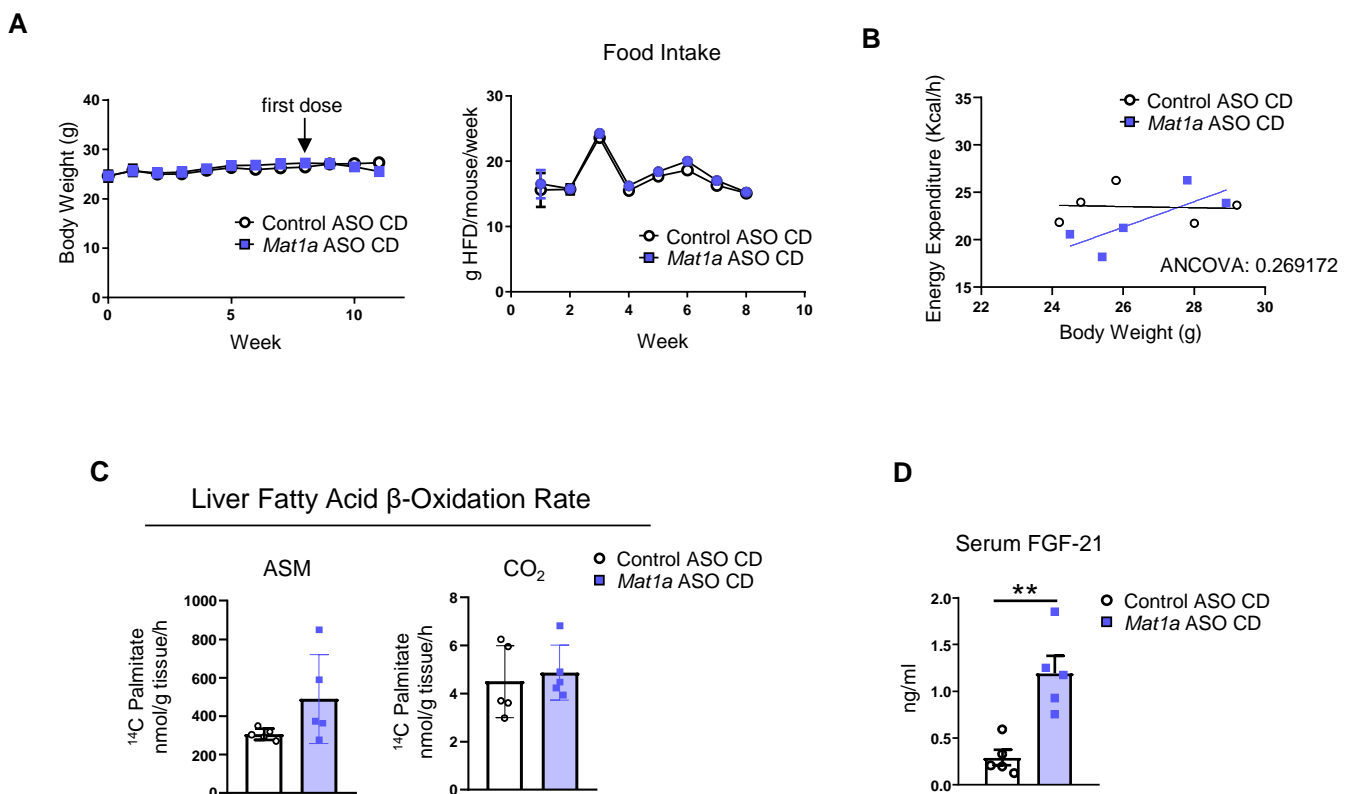 A
Body Weight (g)
40
30
20
10
0
0
5
10
Week
first dose
Control ASO CD
Mat1a ASO CD
Food Intake
g HFD/mouse/week
30
20
10
0
0
2
4
6
8
10
Week
Control ASO CD
Mat1a ASO CD
B
Energy Expenditure (Kcal/h)
35
30
25
20
15
22
24
26
28
30
Body Weight (g)
Control ASO CD
Mat1a ASO CD
ANCOVA: 0.269172
C
Liver Fatty Acid β-Oxidation Rate
ASM
14C Palmitate
nmol/g tissue/h
1000
800
600
400
200
0
CO2
14C Palmitate
nmol/g tissue/h
8
6
4
2
0
Control ASO CD
Mat1a ASO CD
D
Serum FGF-21
ng/ml
2.0
1.5
1.0
0.5
0.0
**
Control ASO CD
Mat1a ASO CD